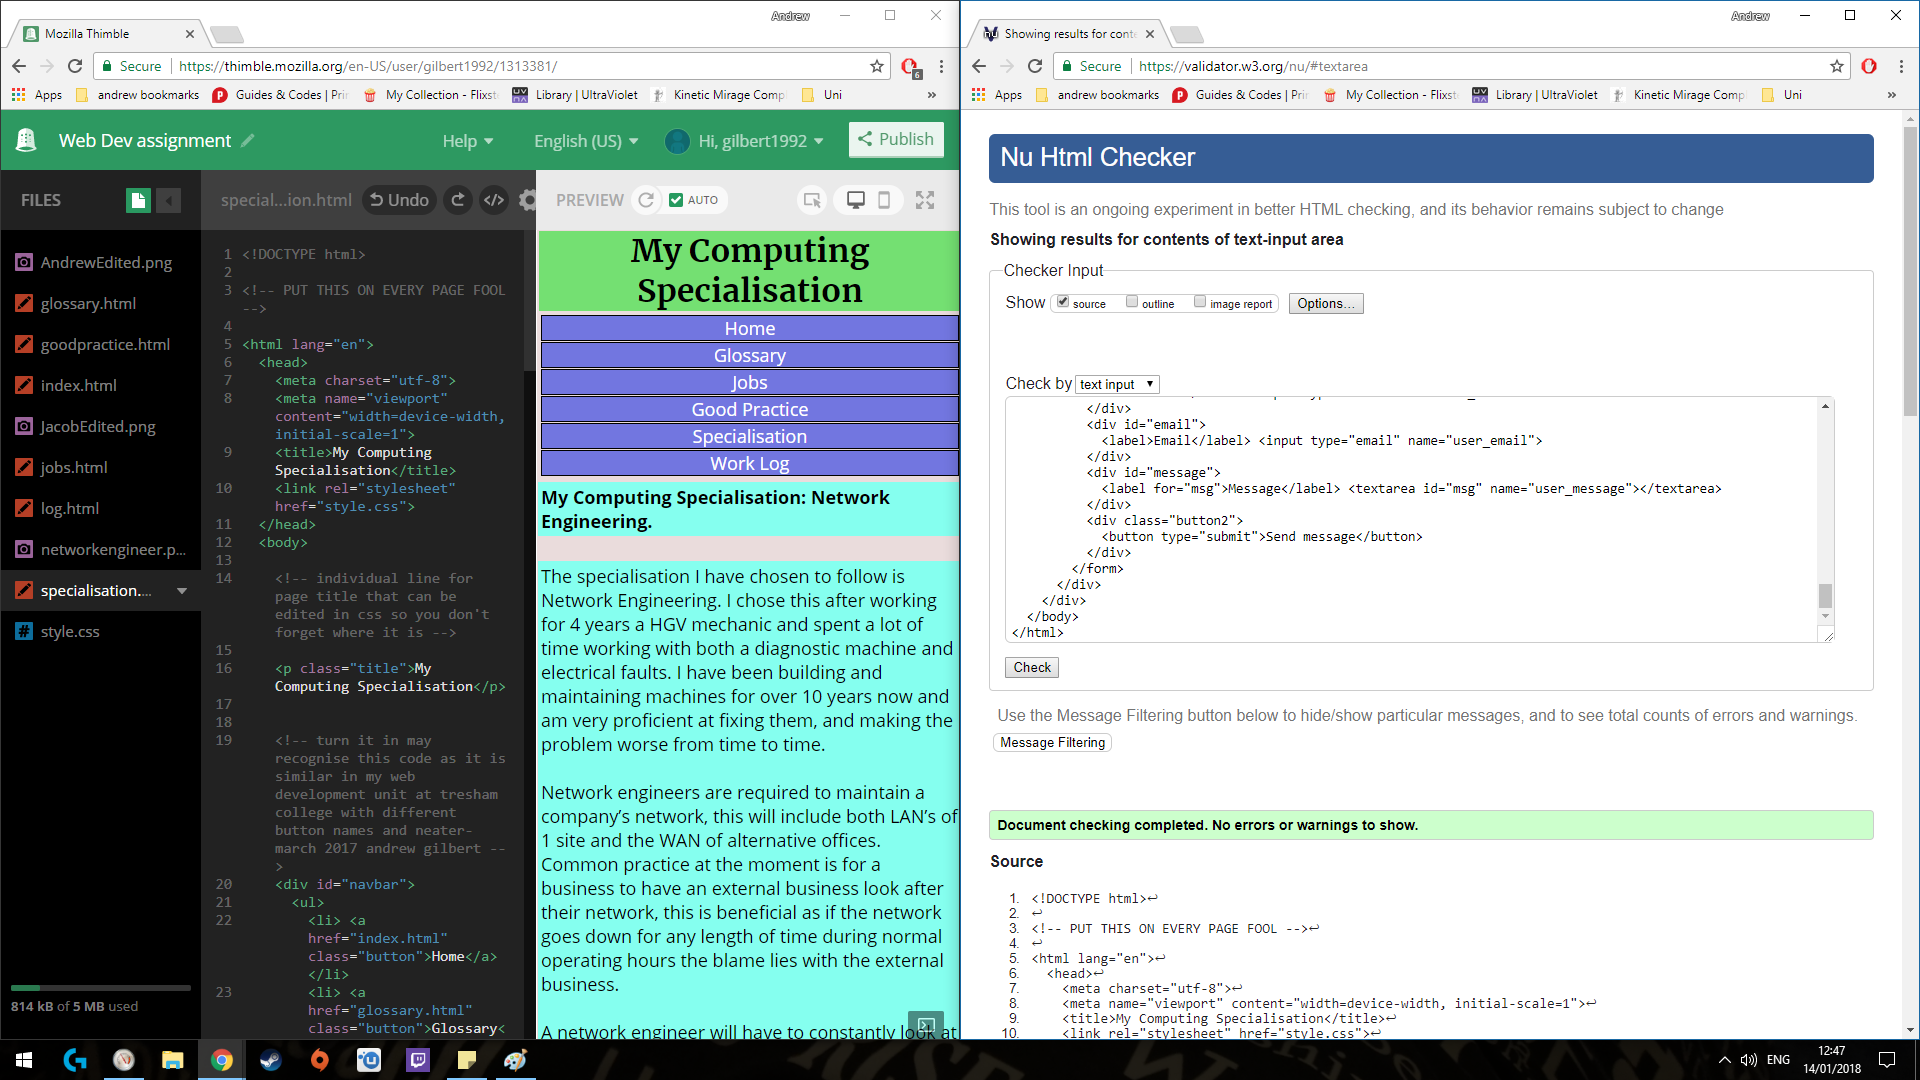 Andrew
Mozilla Thimble
Secure
https://thimble.mozilla.org/en-US/user/gilbert1992/1313381/
6
Apps
andrew bookmarks
Guides & Codes | Pri
My Collection - Flixst
Library | UltraViolet
Kinetic Mirage Comp
Uni
»
Web Dev assignment
Help
English (US)
Hi, gilbert1992
Publish
FILES
special...ion.html
Undo
PREVIEW
AUTO
AndrewEdited.png
glossary.html
goodpractice.html
index.html
JacobEdited.png
jobs.html
log.html
networkengineer.p...
specialisation....
style.css
814 kB of 5 MB used
1 <!DOCTYPE html>
2
3 <!-- PUT THIS ON EVERY PAGE FOOL
-->
4
5 <html lang="en">
6 <head>
7 <meta charset="utf-8">
8 <meta name="viewport"
content="width=device-width,
initial-scale=1">
9 <title>My Computing
Specialisation</title>
10 <link rel="stylesheet"
href="style.css">
11 </head>
12 <body>
13
14 <!-- individual line for
page title that can be
edited in css so you don't
forget where it is -->
15
16 <p class="title">My
Computing Specialisation</p>
17
18
19 <!-- turn it in may
recognise this code as it is
similar in my web
development unit at tresham
college with different
button names and neater-
march 2017 andrew gilbert --
>
20 <div id="navbar">
21 <ul>
22 <li> <a
href="index.html"
class="button">Home</a>
</li>
23 <li> <a
href="glossary.html"
class="button">Glossary<
My Computing
Specialisation
Home
Glossary
Jobs
Good Practice
Specialisation
Work Log
My Computing Specialisation: Network
Engineering.
The specialisation I have chosen to follow is
Network Engineering. I chose this after working
for 4 years a HGV mechanic and spent a lot of
time working with both a diagnostic machine and
electrical faults. I have been building and
maintaining machines for over 10 years now and
am very proficient at fixing them, and making the
problem worse from time to time.
Network engineers are required to maintain a
company's network, this will include both LAN's of
1 site and the WAN of alternative offices.
Common practice at the moment is for a
business to have an external business look after
their network, this is beneficial as if the network
goes down for any length of time during normal
operating hours the blame lies with the external
business.
A network engineer will have to constantly look at
Andrew
Showing results for conte
Secure
https://validator.w3.org/nu/#textarea
Apps
andrew bookmarks
Guides & Codes | Pri
My Collection - Flixst
Library | UltraViolet
Kinetic Mirage Comp
Uni
»
Nu Html Checker
This tool is an ongoing experiment in better HTML checking, and its behavior remains subject to change
Showing results for contents of text-input area
Checker Input
Show source outline image report Options...
Check by text input
</div>
<div id="email">
<label>Email</label> <input type="email" name="user_email">
</div>
<div id="message">
<label for="msg">Message</label> <textarea id="msg" name="user_message"></textarea>
</div>
<div class="button2">
<button type="submit">Send message</button>
</div>
</form>
</div>
</div>
</body>
</html>
Check
Use the Message Filtering button below to hide/show particular messages, and to see total counts of errors and warnings.
Message Filtering
Document checking completed. No errors or warnings to show.
Source
1. <!DOCTYPE html>↩
2. ↩
3. <!-- PUT THIS ON EVERY PAGE FOOL -->↩
4. ↩
5. <html lang="en">↩
6. <head>↩
7. <meta charset="utf-8">↩
8. <meta name="viewport" content="width=device-width, initial-scale=1">↩
9. <title>My Computing Specialisation</title>↩
10. <link rel="stylesheet" href="style.css">↩
ENG
12:47
14/01/2018